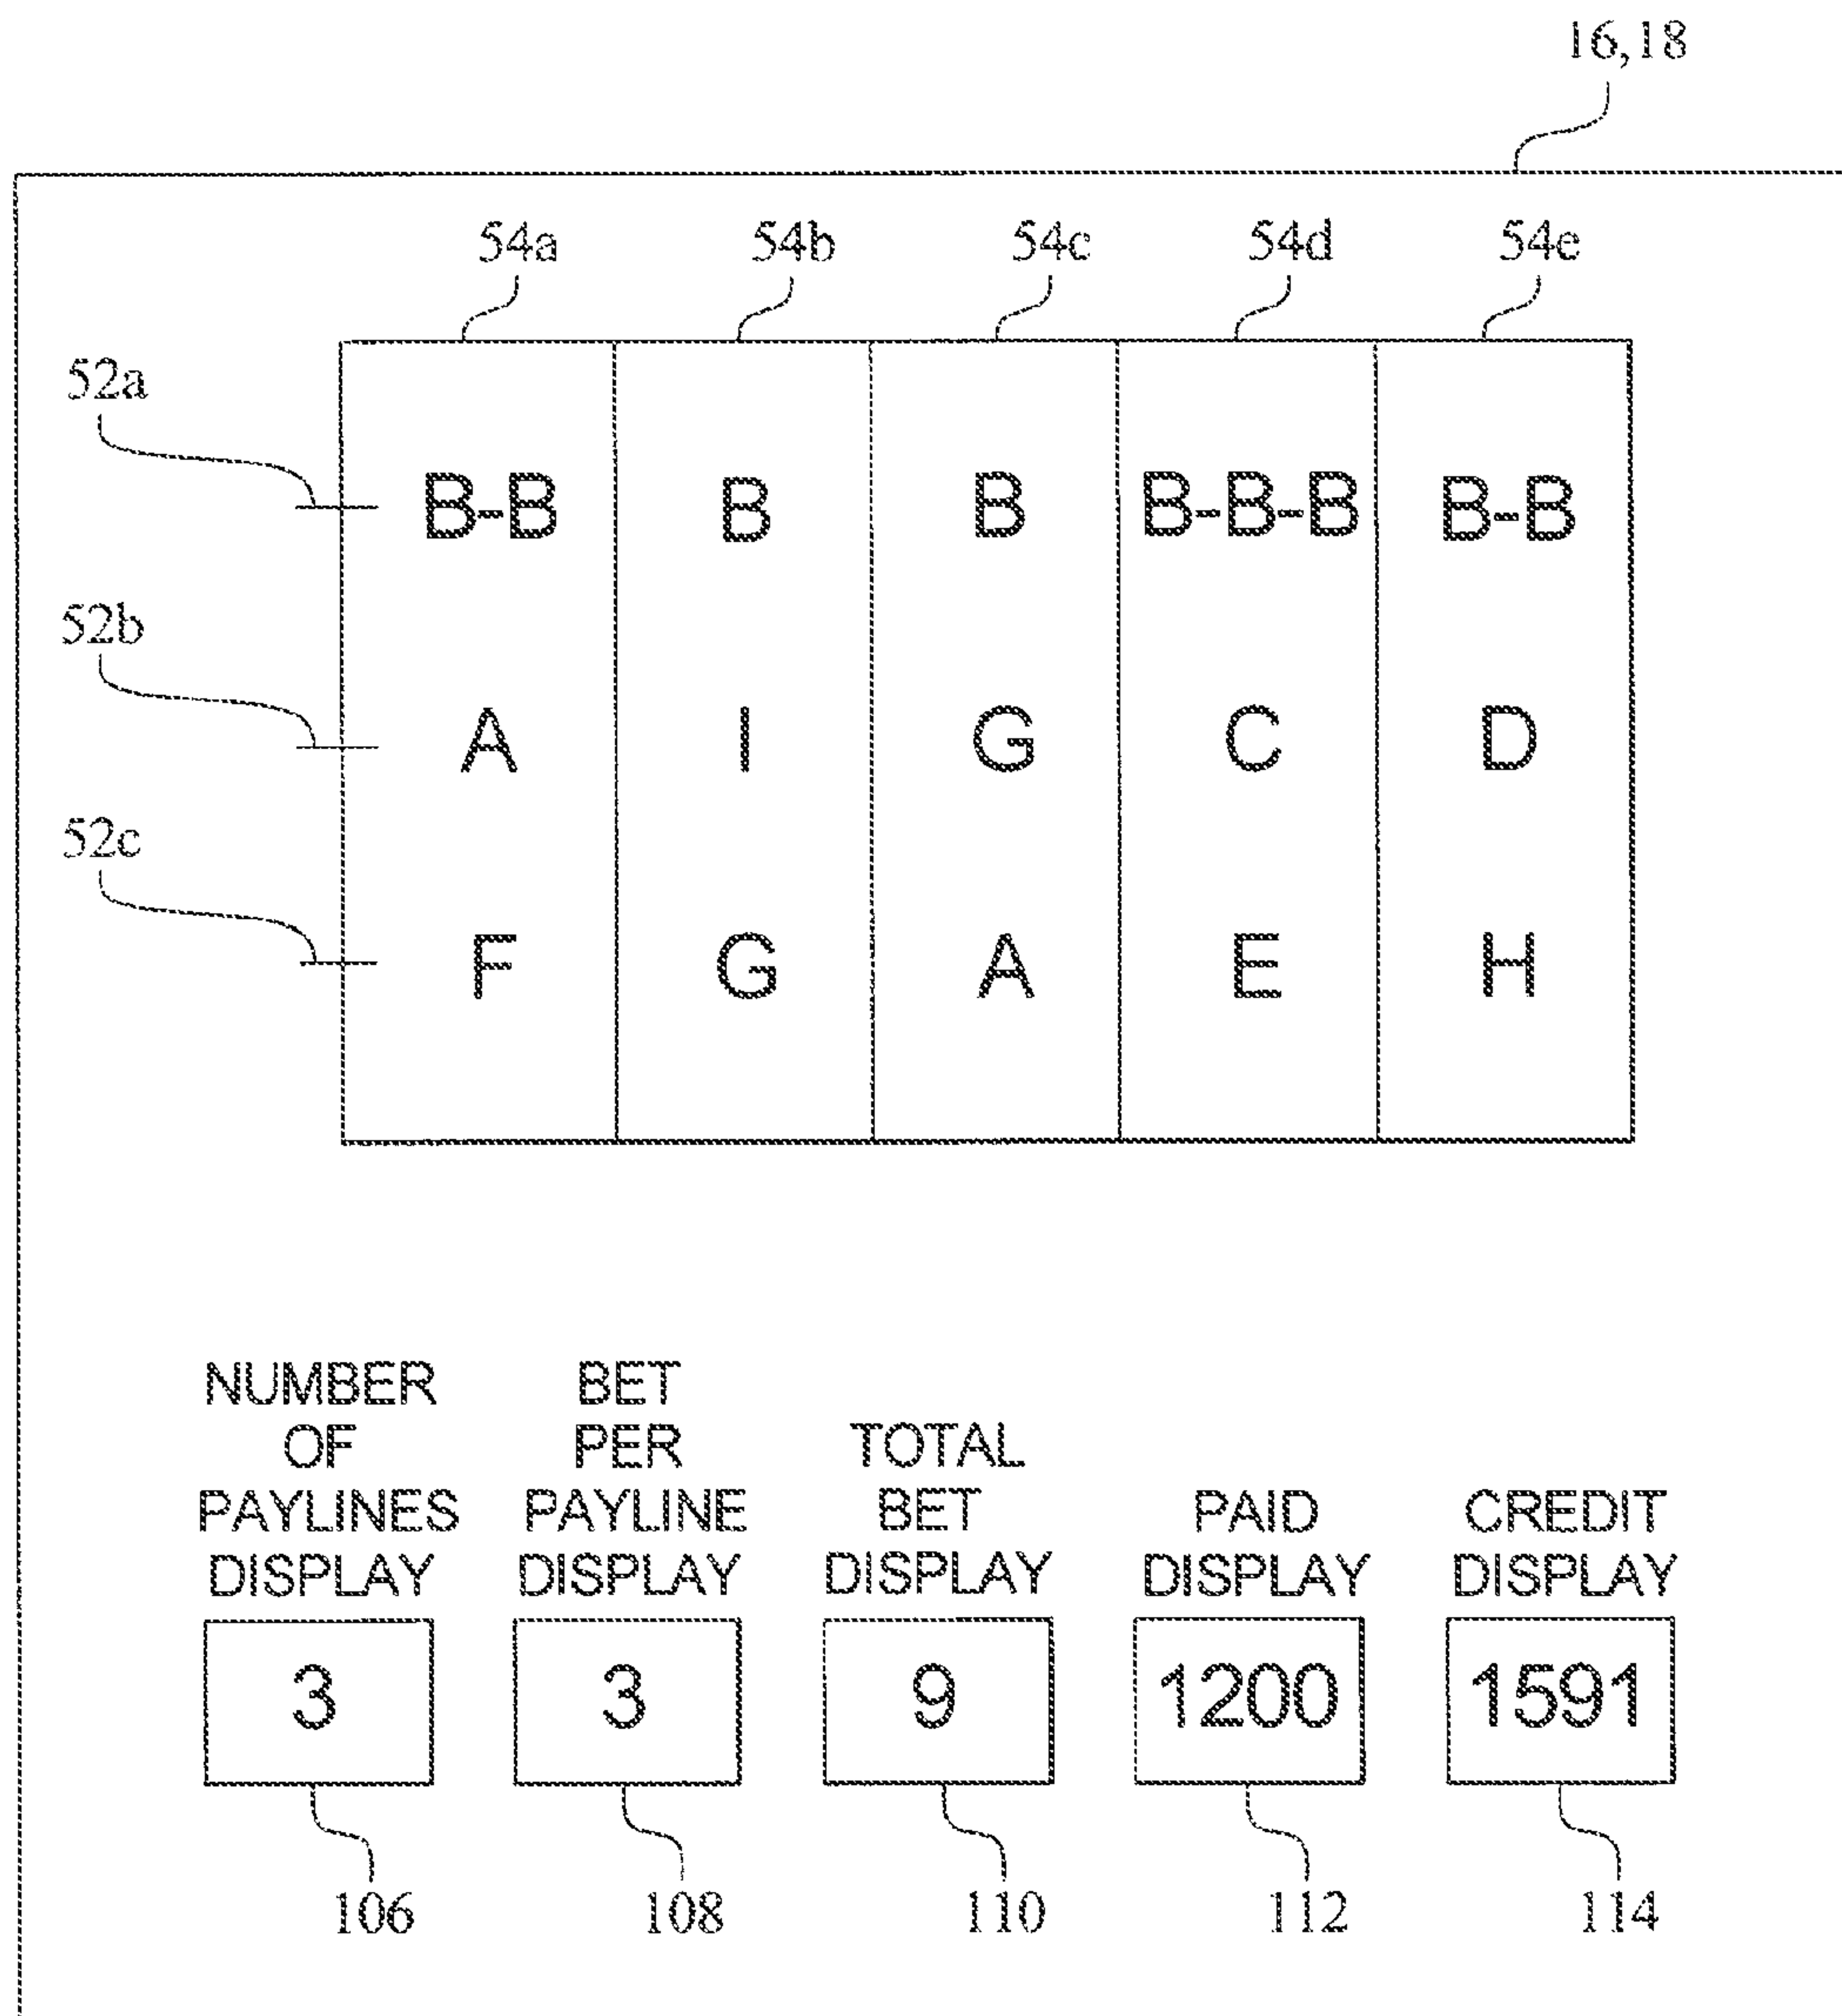 16,18
54a 54b 54c 54d 54e
52a
B-B B B B-B-B B-B
52b
A I G C D
52c
F G A E H
NUMBER OF PAYLINES DISPLAY
BET PER PAYLINE DISPLAY
TOTAL BET DISPLAY
PAID DISPLAY
CREDIT DISPLAY
3 3 9 1200 1591
106 108 110 112 114